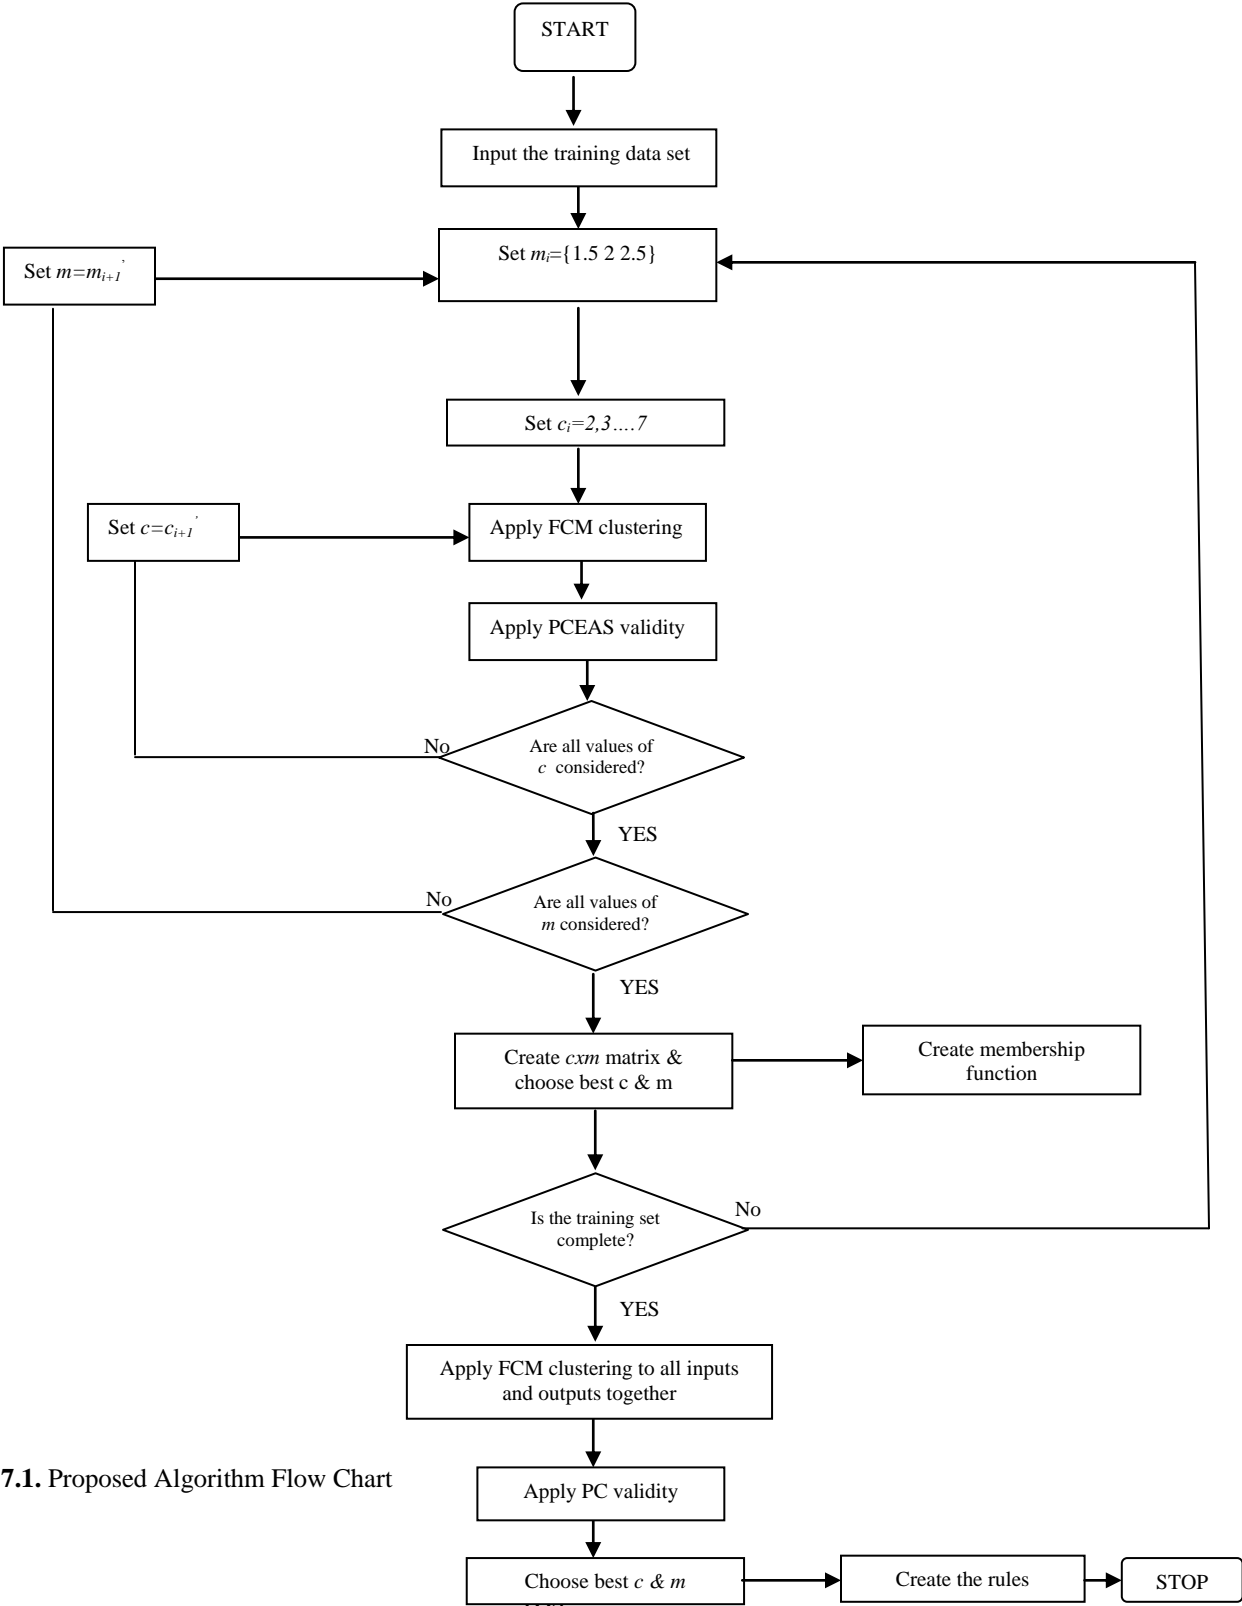 START
Input the training data set
Set mᵢ={1.5 2 2.5}
Set m=mᵢ₊₁’
Set cᵢ=2,3….7
Set c=cᵢ₊₁’
Apply FCM clustering
Apply PCEAS validity
No
Are all values of
c considered?
YES
No
Are all values of
m considered?
YES
Create cxm matrix &
choose best c & m
Create membership
function
No
Is the training set
complete?
YES
Apply FCM clustering to all inputs
and outputs together
7.1. Proposed Algorithm Flow Chart
Apply PC validity
Choose best c & m
Create the rules
STOP